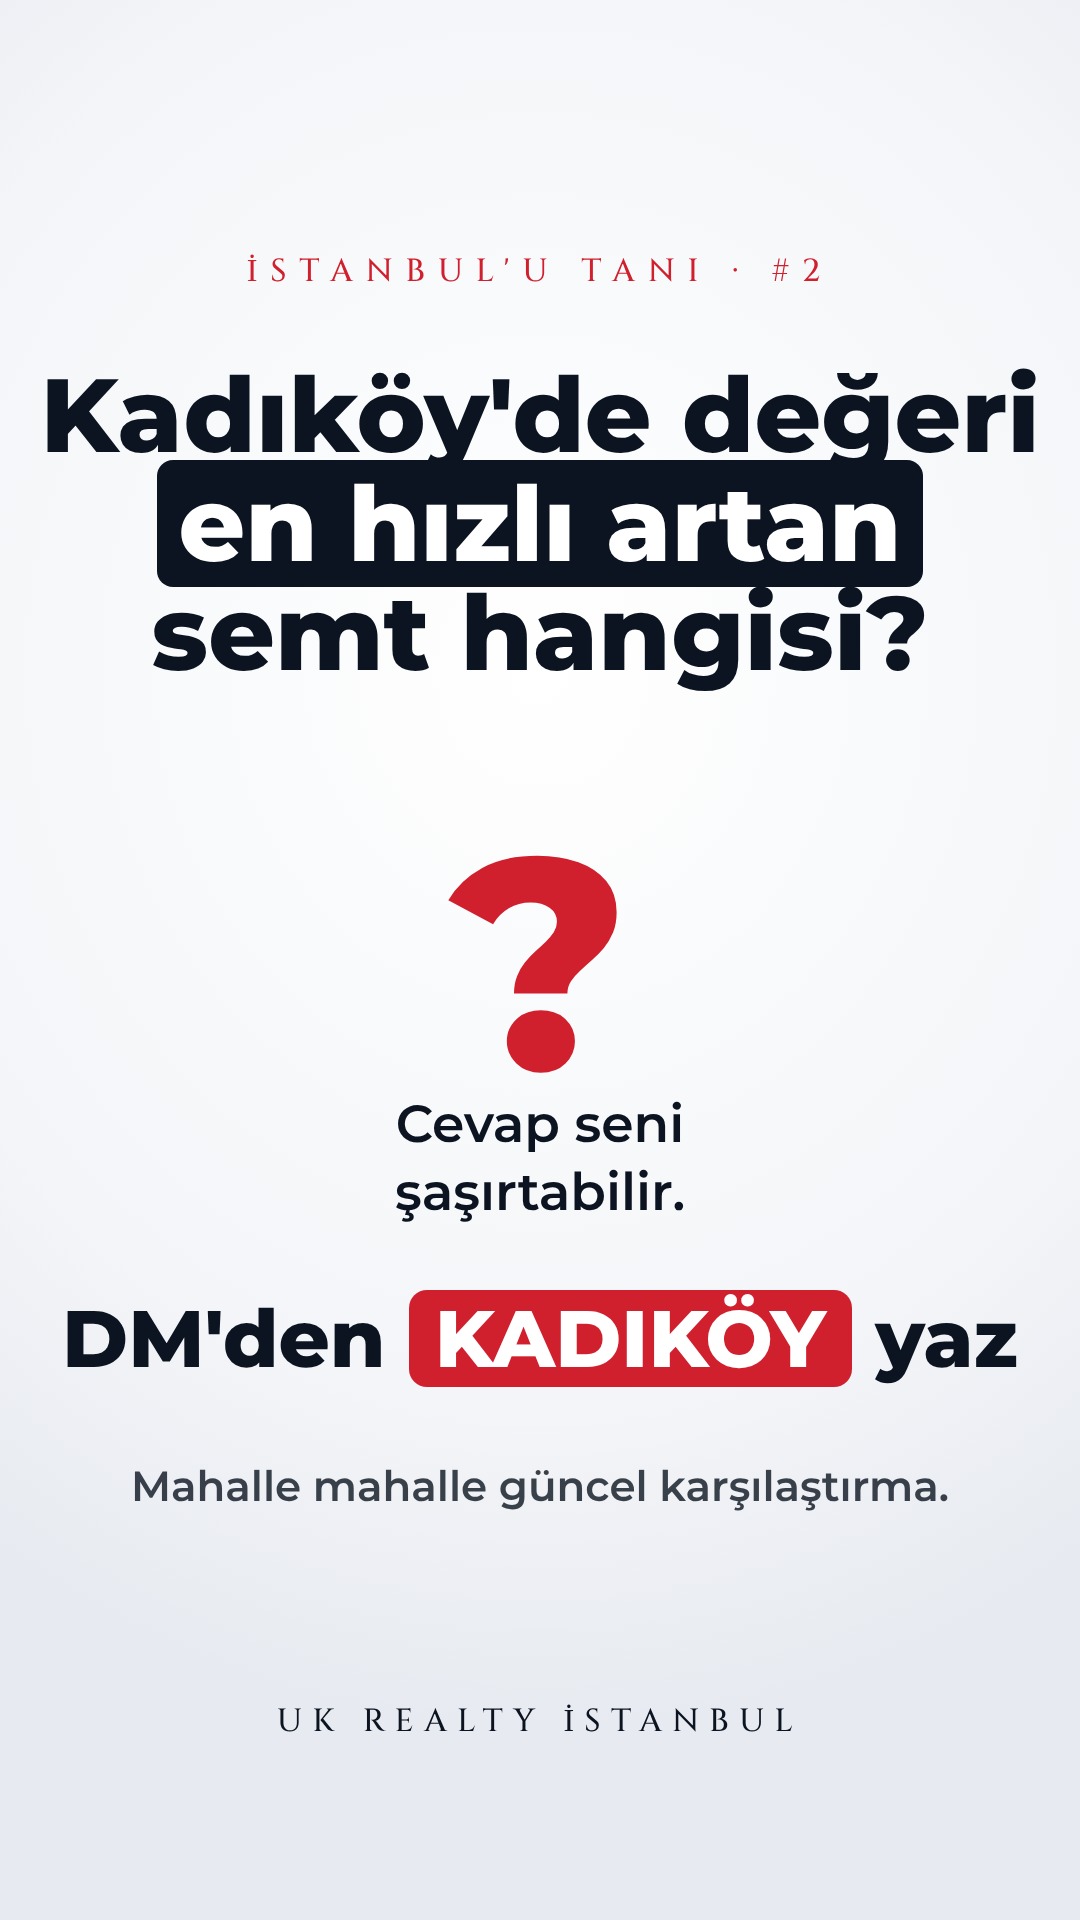 İSTANBUL'U TANI · #2
Kadıköy'de değeri
en hızlı artan
semt hangisi?
?
Cevap seni
şaşırtabilir.
DM'den KADIKÖY yaz
Mahalle mahalle güncel karşılaştırma.
UK REALTY İSTANBUL